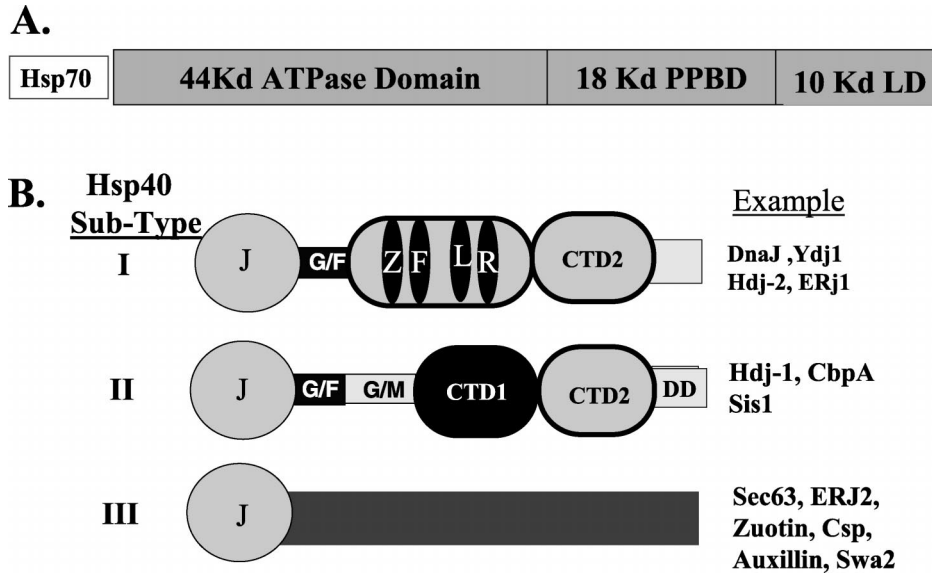 A.
Hsp70
44Kd ATPase Domain
18 Kd PPBD
10 Kd LD
B.
Hsp40
Sub-Type
Example
I
J
G/F
Z F L R
CTD2
DnaJ ,Ydj1
Hdj-2, ERj1
II
J
G/F
G/M
CTD1
CTD2
DD
Hdj-1, CbpA
Sis1
III
J
Sec63, ERJ2,
Zuotin, Csp,
Auxillin, Swa2